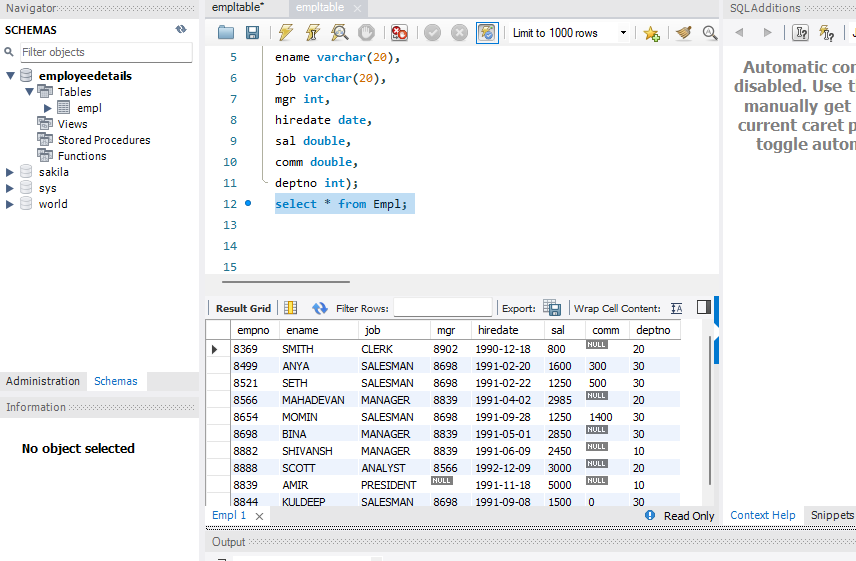 Navigator
SCHEMAS
Filter objects
employeedetails
Tables
empl
Views
Stored Procedures
Functions
sakila
sys
world
Administration Schemas
Information
No object selected
empltable* empltable
Limit to 1000 rows
5 ename varchar(20),
6 job varchar(20),
7 mgr int,
8 hiredate date,
9 sal double,
10 comm double,
11 deptno int);
12 select * from Empl;
13
14
15
Result Grid Filter Rows: Export: Wrap Cell Content:
empno ename job mgr hiredate sal comm deptno
8369 SMITH CLERK 8902 1990-12-18 800 NULL 20
8499 ANYA SALESMAN 8698 1991-02-20 1600 300 30
8521 SETH SALESMAN 8698 1991-02-22 1250 500 30
8566 MAHADEVAN MANAGER 8839 1991-04-02 2985 NULL 20
8654 MOMIN SALESMAN 8698 1991-09-28 1250 1400 30
8698 BINA MANAGER 8839 1991-05-01 2850 NULL 30
8882 SHIVANSH MANAGER 8839 1991-06-09 2450 NULL 10
8888 SCOTT ANALYST 8566 1992-12-09 3000 NULL 20
8839 AMIR PRESIDENT NULL 1991-11-18 5000 NULL 10
8844 KULDEEP SALESMAN 8698 1991-09-08 1500 0 30
Empl 1 Read Only
Output
SQLAdditions
Automatic con
disabled. Use t
manually get
current caret p
toggle autom
Context Help Snippets